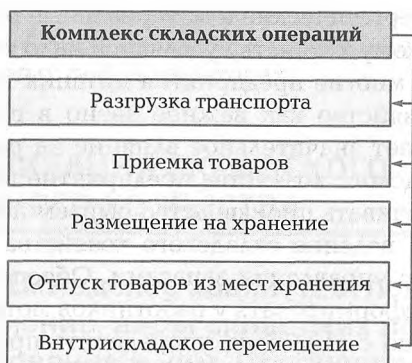 Комплекс складских операций
Разгрузка транспорта
Приемка товаров
Размещение на хранение
Отпуск товаров из мест хранения
Внутрискладское перемещение